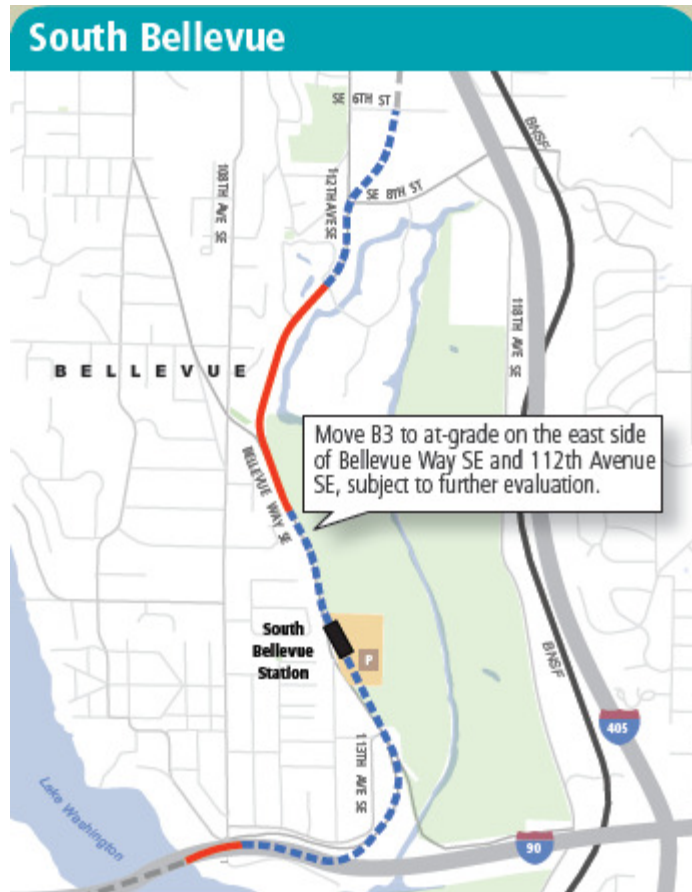 South Bellevue
SE 6TH ST
BNSF
108TH AVE SE
112TH AVE SE
SE 8TH ST
118TH AVE SE
BELLEVUE
Move B3 to at-grade on the east side
of Bellevue Way SE and 112th Avenue
SE, subject to further evaluation.
BELLEVUE WAY SE
South
Bellevue
Station
P
BNSF
405
113TH AVE SE
Lake Washington
90